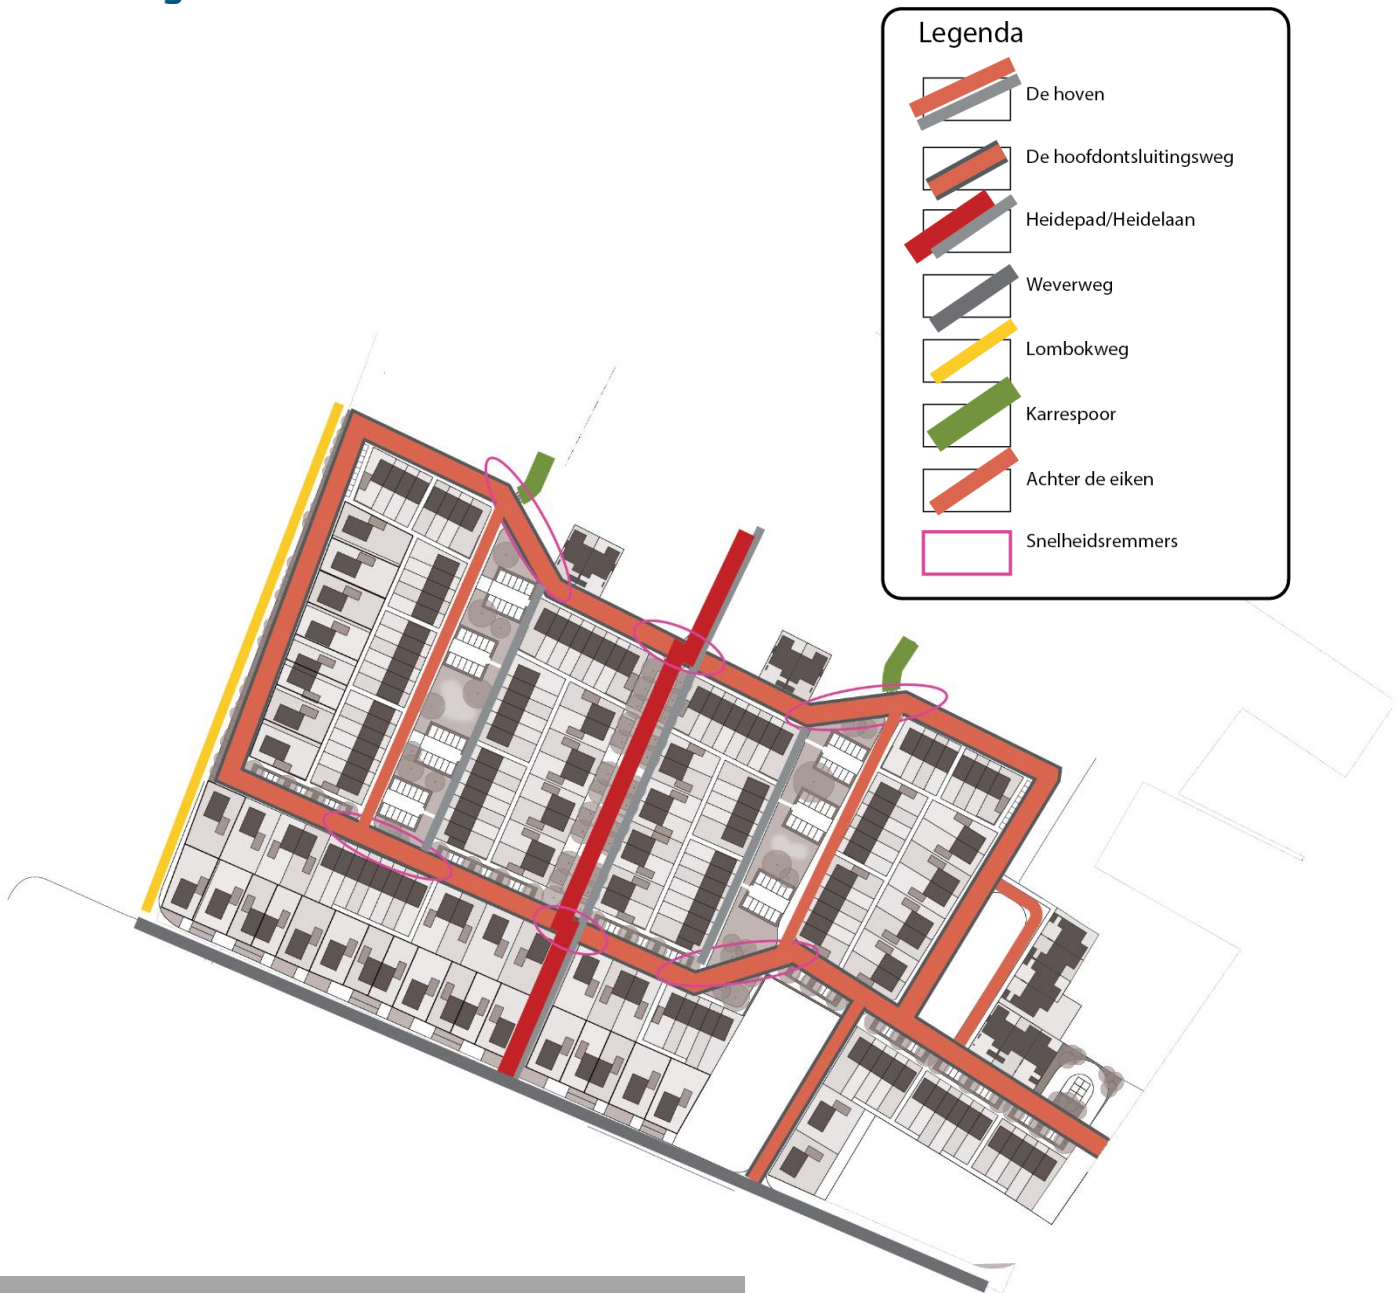 Legenda
De hoven
De hoofdontsluitingsweg
Heidepad/Heidelaan
Weverweg
Lombokweg
Karrespoor
Achter de eiken
Snelheidsremmers